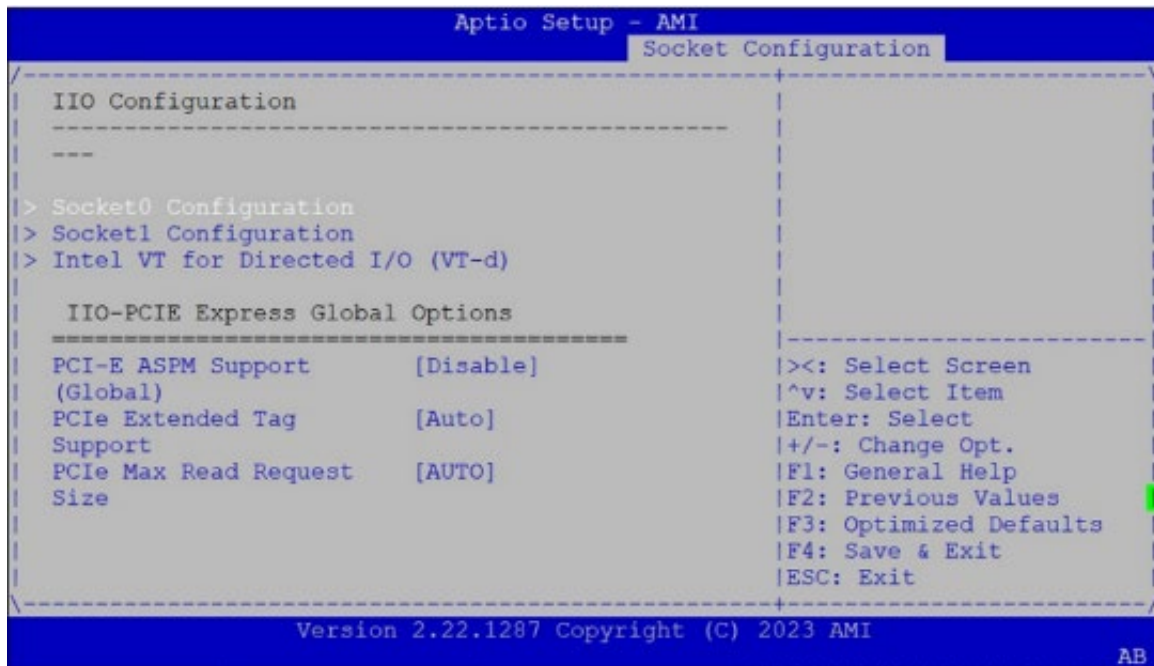 Aptio Setup - AMI
Socket Configuration
IIO Configuration
> Socket0 Configuration
> Socket1 Configuration
> Intel VT for Directed I/O (VT-d)
IIO-PCIE Express Global Options
PCI-E ASPM Support [Disable]
(Global)
PCIe Extended Tag [Auto]
Support
PCIe Max Read Request [AUTO]
Size
><: Select Screen
^v: Select Item
Enter: Select
+/-: Change Opt.
F1: General Help
F2: Previous Values
F3: Optimized Defaults
F4: Save & Exit
ESC: Exit
Version 2.22.1287 Copyright (C) 2023 AMI
AB